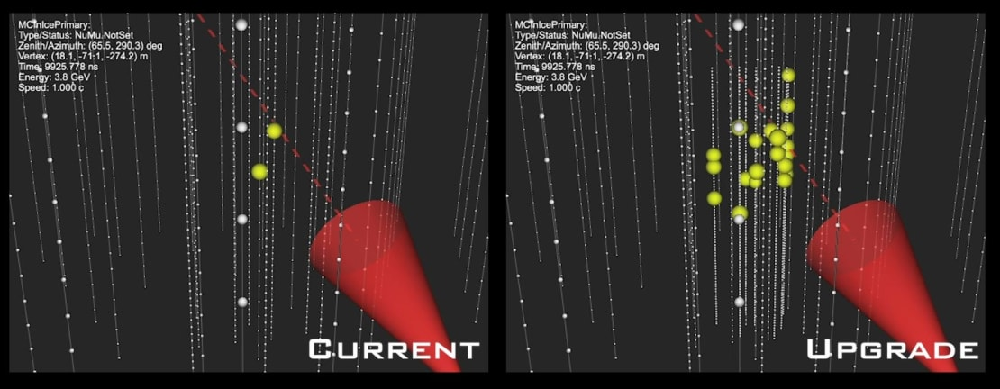 MCInIcePrimary:
Type/Status: NuMu.NotSet
Zenith/Azimuth: (65.5, 290.3) deg
Vertex: (18.1, -71.1, -274.2) m
Time: 9925.778 ns
Energy: 3.8 GeV
Speed: 1.000 c
CURRENT
MCInIcePrimary:
Type/Status: NuMu.NotSet
Zenith/Azimuth: (65.5, 290.3) deg
Vertex: (18.1, -71.1, -274.2) m
Time: 9925.778 ns
Energy: 3.8 GeV
Speed: 1.000 c
UPGRADE